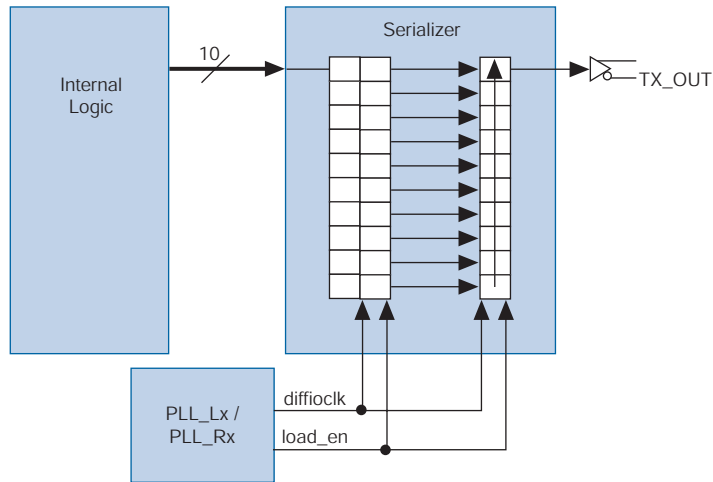 Serializer
10
Internal
Logic
TX_OUT
diffioclk
PLL_Lx /
PLL_Rx
load_en